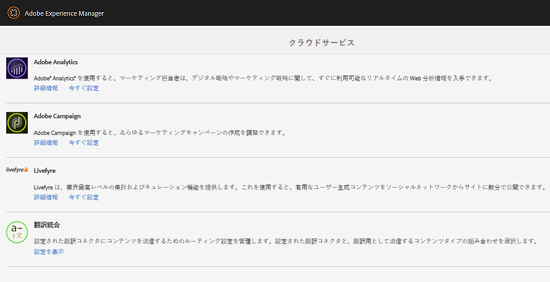 Adobe Experience Manager
クラウドサービス
Adobe Analytics
Adobe® Analytics® を使用すると、マーケティング担当者は、デジタル戦略やマーケティング戦略に関して、すぐに利用可能なリアルタイムの Web 分析情報を入手できます。
詳細情報 今すぐ設定
Adobe Campaign
Adobe Campaign を使用すると、あらゆるマーケティングキャンペーンの作成を調整できます。
詳細情報 今すぐ設定
livefyre Livefyre
Livefyre は、業界最高レベルの集計およびキュレーション機能を提供します。これを使用すると、有用なユーザー生成コンテンツをソーシャルネットワークからサイトに数分で公開できます。
詳細情報 今すぐ設定
翻訳統合
設定された翻訳コネクタにコンテンツを送信するためのルーティング設定を管理します。設定された翻訳コネクタと、翻訳用として送信するコンテンツタイプの組み合わせを選択します。
設定を表示